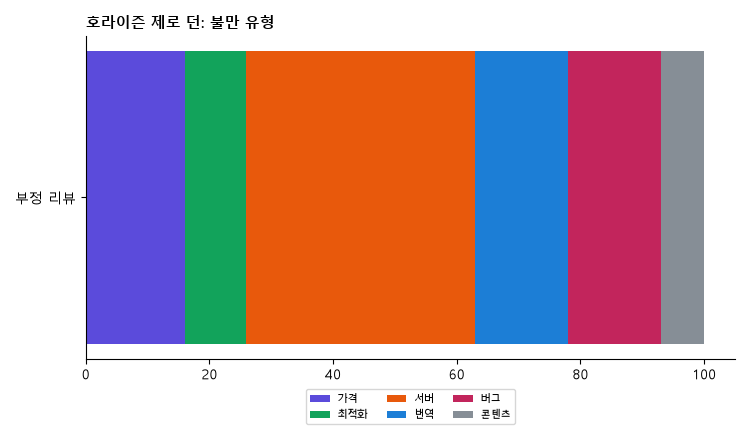 호라이즌 제로 던: 불만 유형
부정 리뷰
0 20 40 60 80 100
가격 서버 버그
최적화 번역 콘텐츠